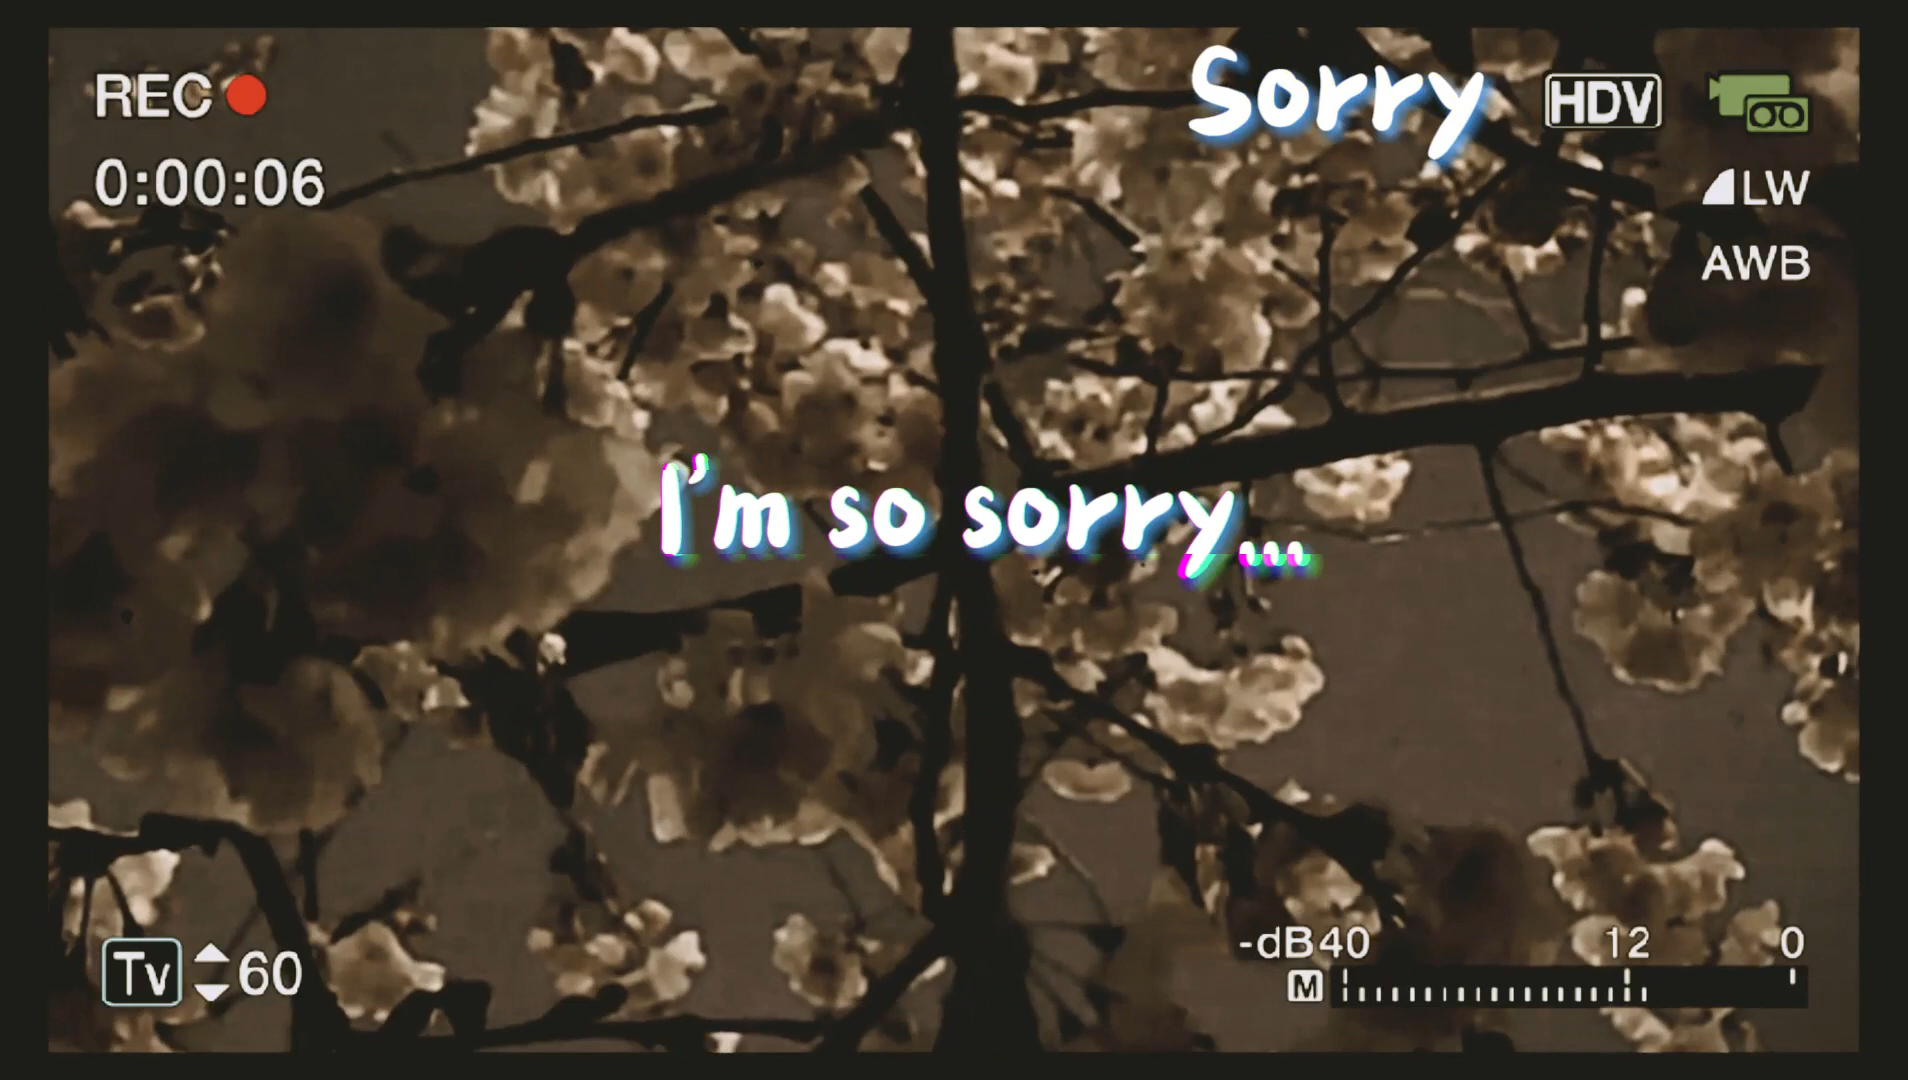 REC
Sorry
HDV
0:00:06
LW
AWB
I'm so sorry...
-dB40 12 0
M
Tv 60